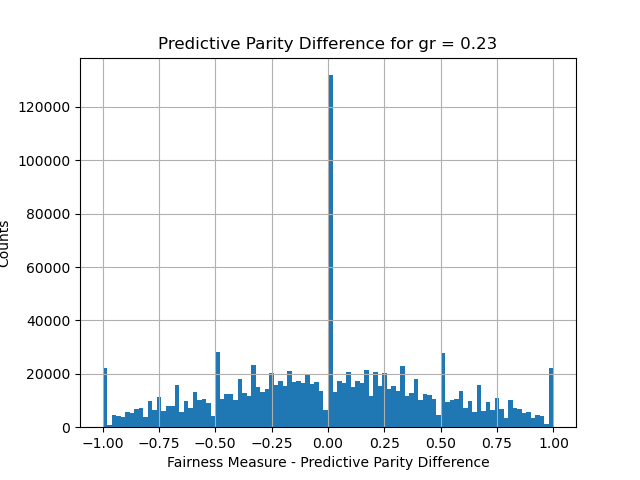 Predictive Parity Difference for gr = 0.23
120000
100000
80000
60000
40000
20000
0
Counts
−1.00 −0.75 −0.50 −0.25 0.00 0.25 0.50 0.75 1.00
Fairness Measure - Predictive Parity Difference